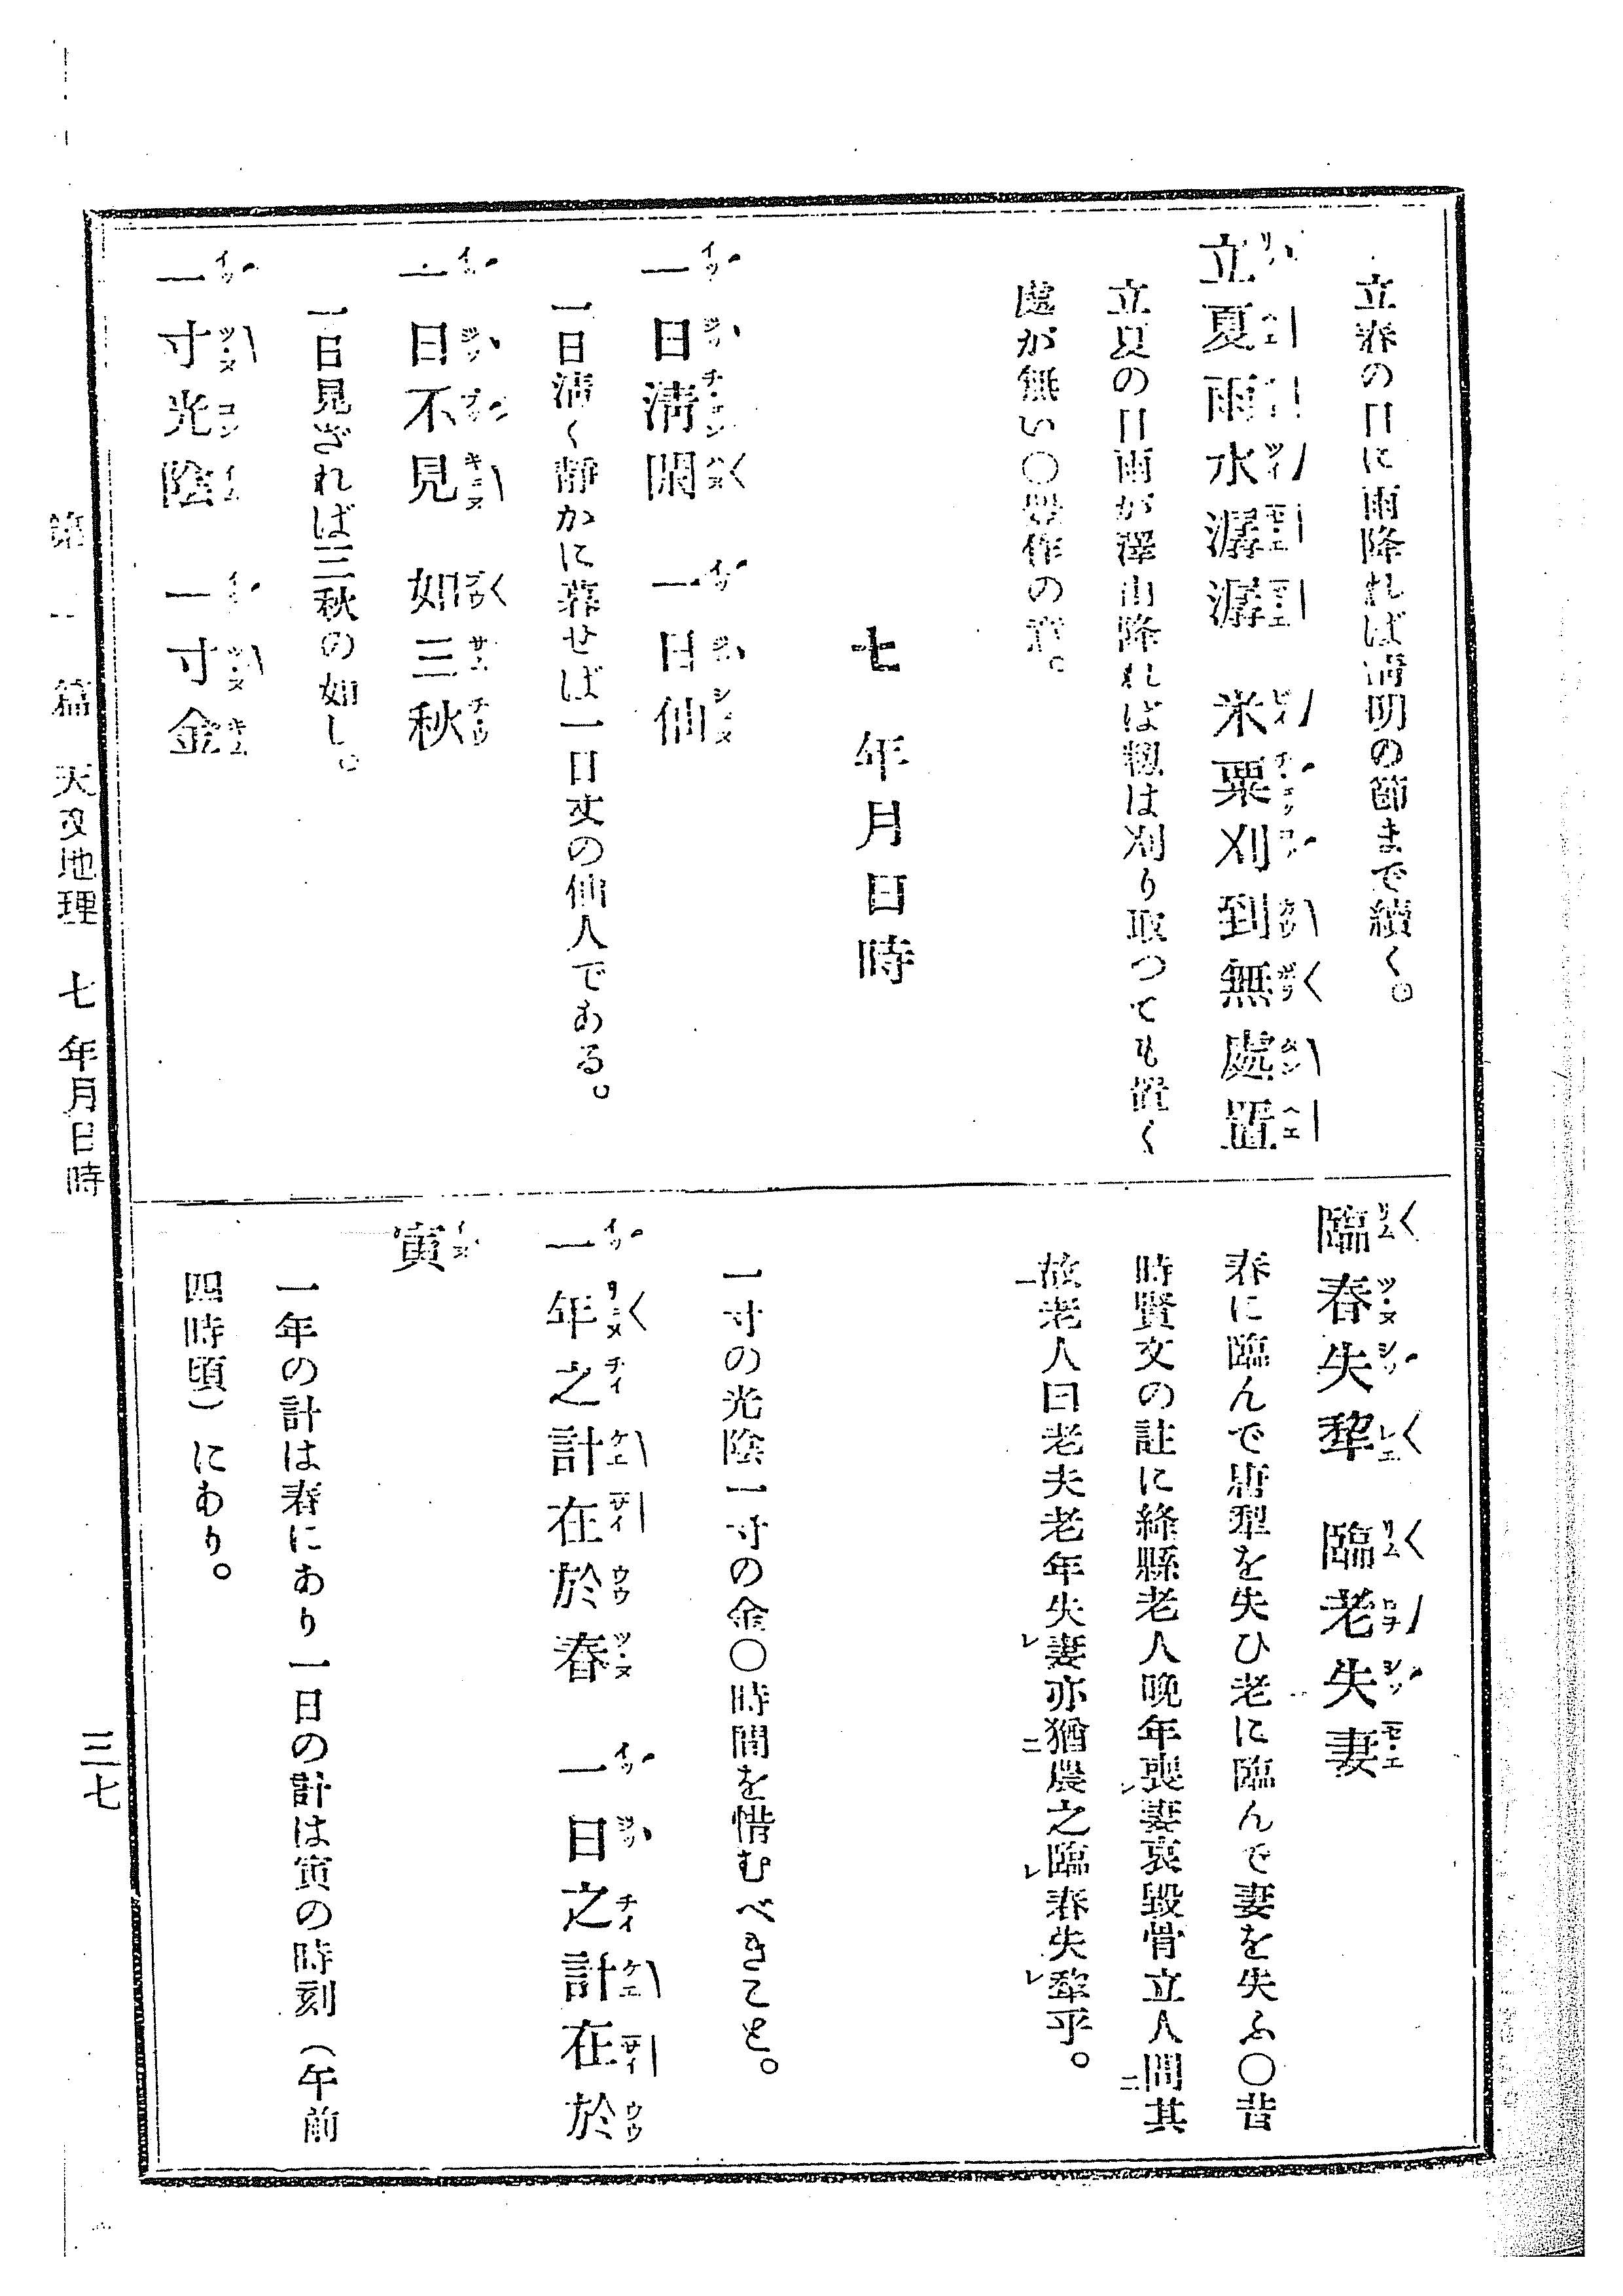 立春の日に雨降れば淸明の節まで續く。
立夏雨水潺潺　米粟刈到無處置
立夏の日雨が澤山降れば籾は刈り取つても置く
處が無い〇豐作の意。
七　年月日時
一日淸閑　一日仙
一日淸く靜かに暮せば一日丈の仙人である。
一日不見　如三秋
一日見ざれば三秋の如し。
一寸光陰　一寸金
臨春失犂　臨老失妻
春に臨んで唐犁を失ひ老に臨んで妻を失ふ〇昔
時賢文の註に絳縣老人晩年喪妻哀毀骨立人問其
故老人曰老夫老年失妻亦猶農之臨春失犂乎。
一寸の光陰一寸の金〇時間を惜むべきこと。
一年之計在於春　一日之計在於
寅
一年の計は春にあり一日の計は寅の時刻（午前
四時頃）にあり。
第一篇　天文地理　七　年月日時
三七